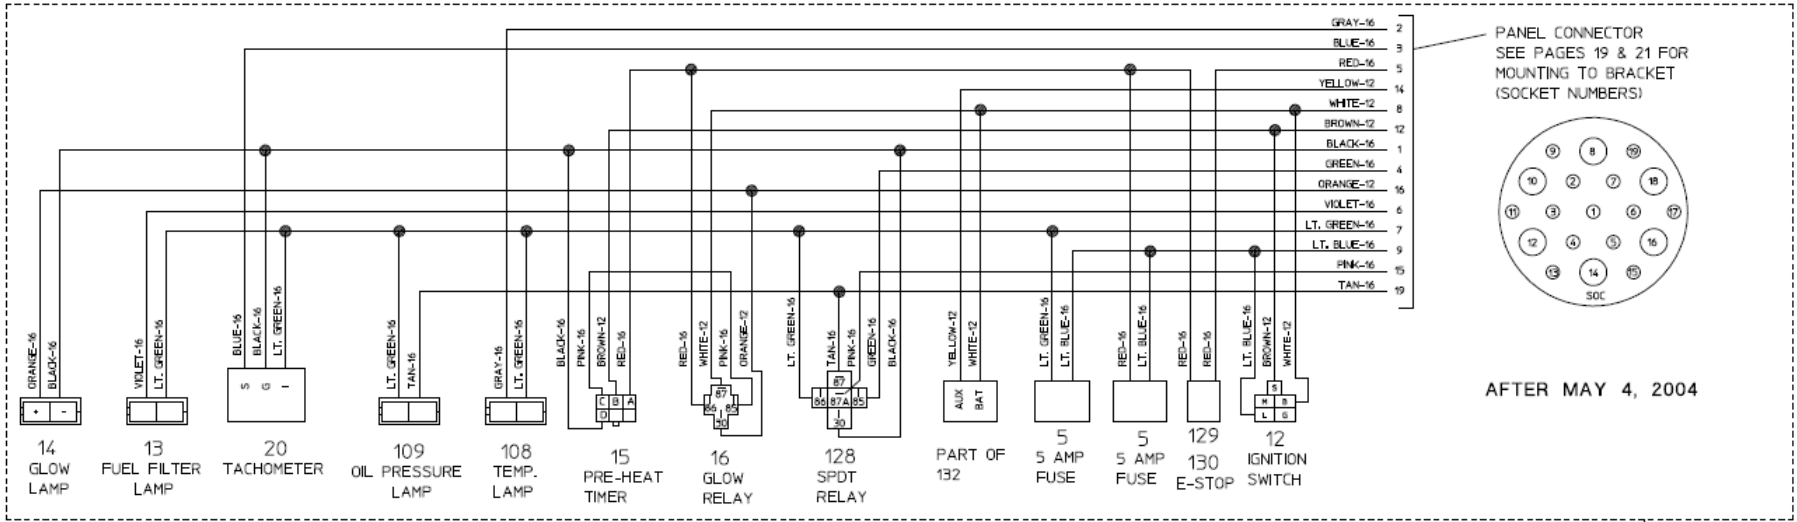 GRAY-16 2
BLUE-16 3
RED-16 5
YELLOW-12 14
WHITE-12 8
BROWN-12 12
BLACK-16 1
GREEN-16 4
ORANGE-12 16
VIOLET-16 6
LT. GREEN-16 7
LT. BLUE-16 9
PINK-16 15
TAN-16 19
PANEL CONNECTOR
SEE PAGES 19 & 21 FOR
MOUNTING TO BRACKET
(SOCKET NUMBERS)
9 8 19
10 2 7 18
11 3 1 6 17
12 4 5 16
13 14 15
SOC
AFTER MAY 4, 2004
ORANGE-16
BLACK-16
+ -
14
GLOW
LAMP
VIOLET-16
LT. GREEN-16
13
FUEL FILTER
LAMP
BLUE-16
BLACK-16
LT. GREEN-16
S G I
20
TACHOMETER
LT. GREEN-16
TAN-16
109
OIL PRESSURE
LAMP
GRAY-16
LT. GREEN-16
108
TEMP.
LAMP
BLACK-16
PINK-16
BROWN-12
RED-16
C B A
D
15
PRE-HEAT
TIMER
RED-16
WHITE-12
PINK-16
ORANGE-12
87
86 85
30
16
GLOW
RELAY
LT. GREEN-16
TAN-16
PINK-16
GREEN-16
BLACK-16
87
86 87A 85
30
128
SPDT
RELAY
YELLOW-12
WHITE-12
AUX
BAT
PART OF
132
LT. GREEN-16
LT. BLUE-16
5
5 AMP
FUSE
RED-16
LT. BLUE-16
5
5 AMP
FUSE
RED-16
RED-16
129
130
E-STOP
LT. BLUE-16
BROWN-12
WHITE-12
S
M B
L G
12
IGNITION
SWITCH